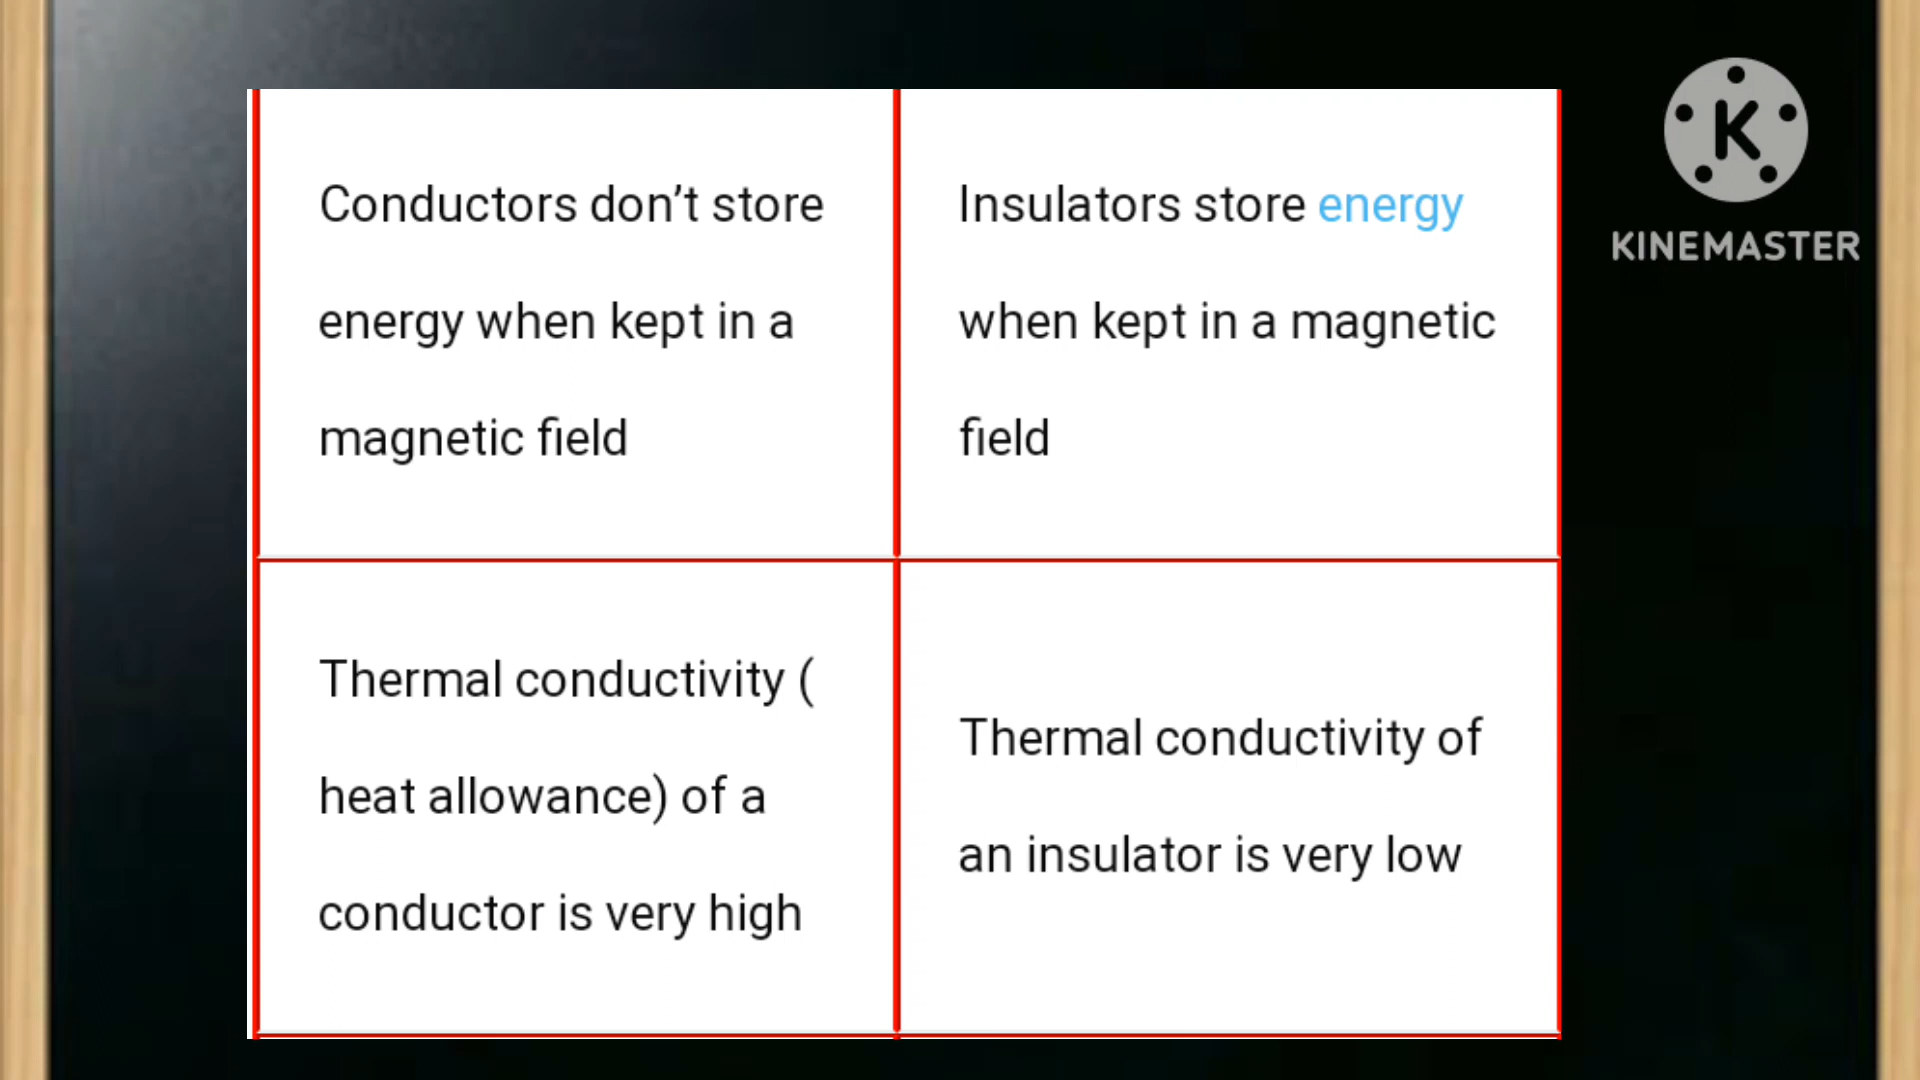 Conductors don’t store
energy when kept in a
magnetic field
Insulators store energy
when kept in a magnetic
field
Thermal conductivity (
heat allowance) of a
conductor is very high
Thermal conductivity of
an insulator is very low
K
KINEMASTER